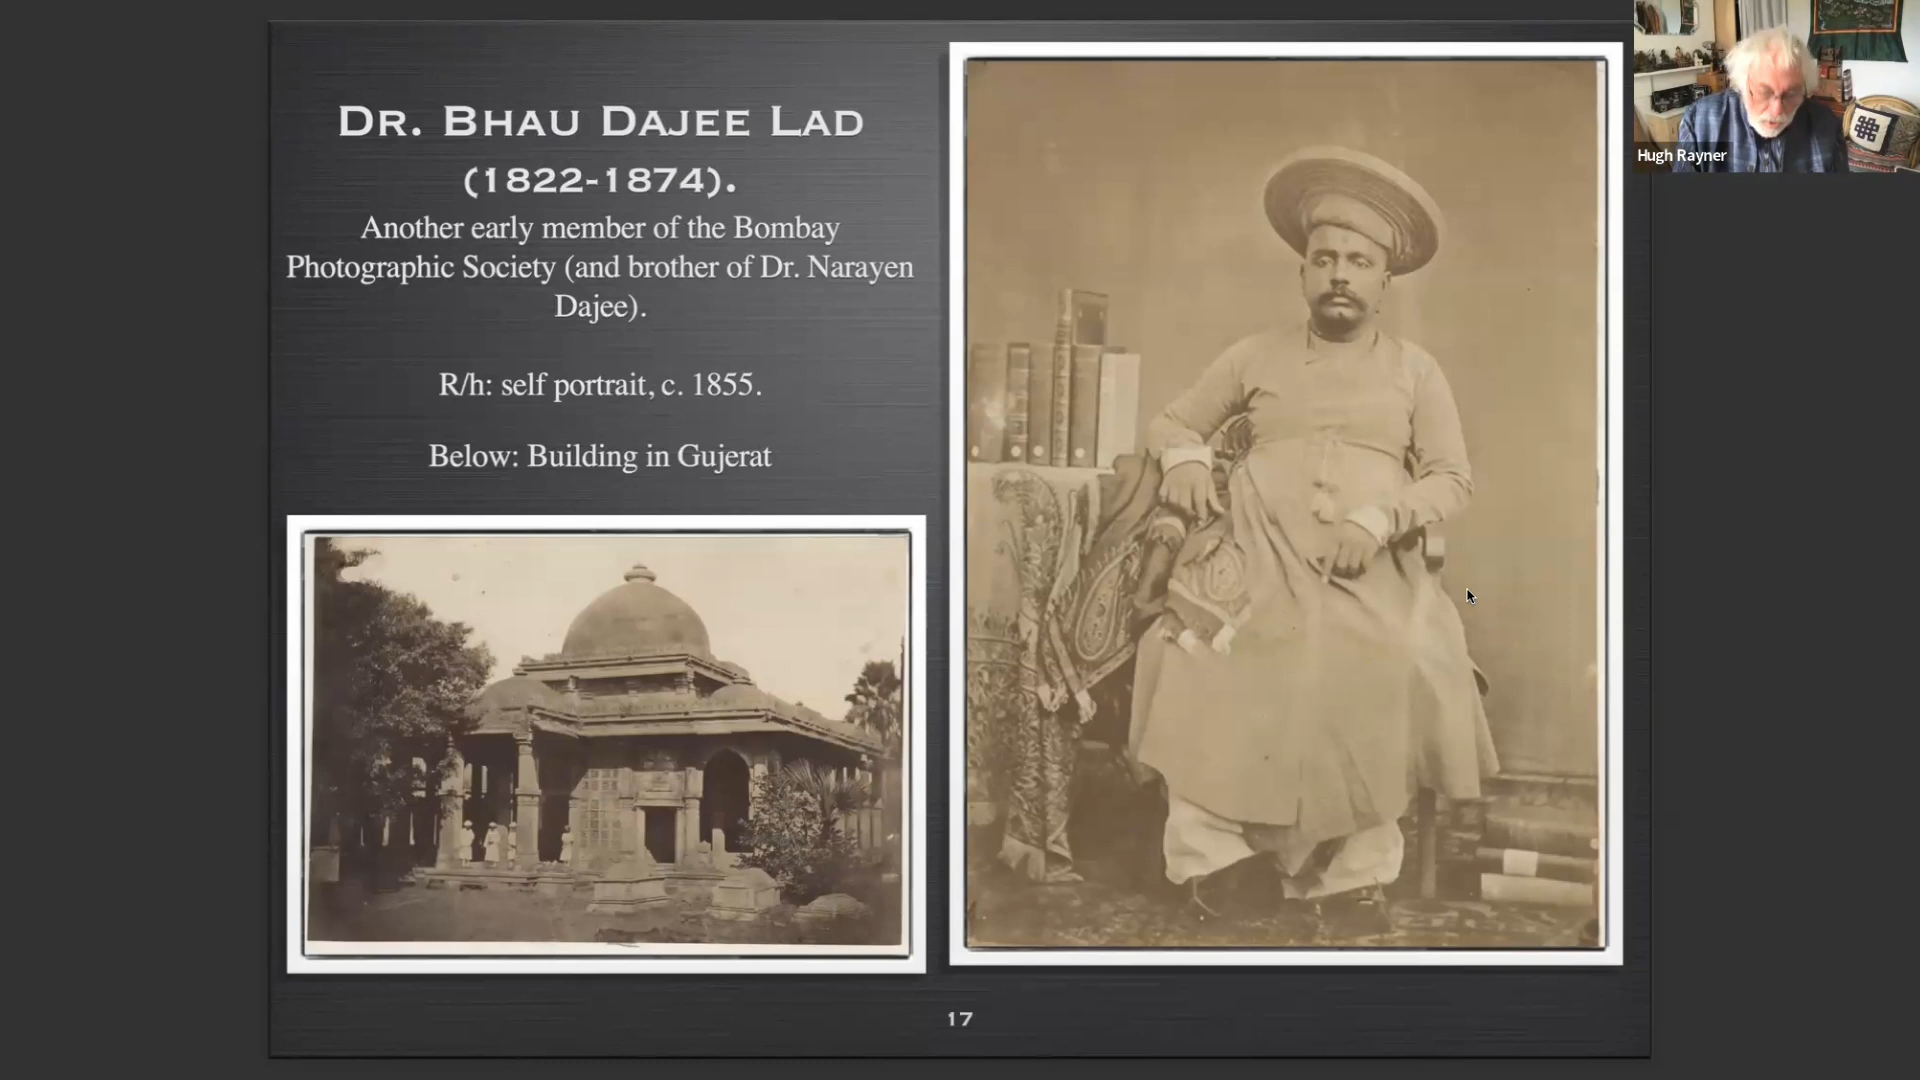 DR. BHAU DAJEE LAD
(1822-1874).
Another early member of the Bombay
Photographic Society (and brother of Dr. Narayen
Dajee).
R/h: self portrait, c. 1855.
Below: Building in Gujerat
17
Hugh Rayner